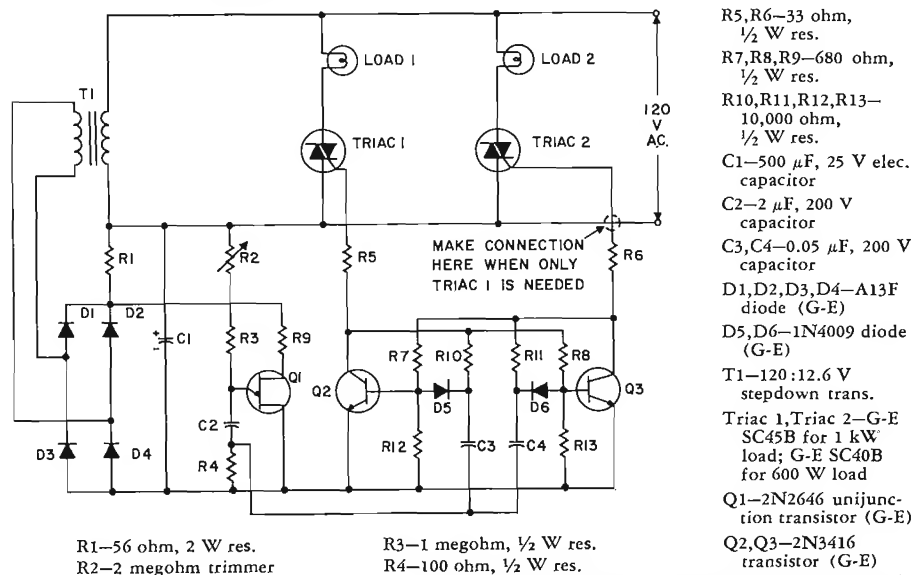 T1
LOAD 1
LOAD 2
TRIAC 1
TRIAC 2
120
V
AC.
R1
R2
MAKE CONNECTION
HERE WHEN ONLY
TRIAC 1 IS NEEDED
R5
R6
D1
D2
C1
R3
R9
Q1
C2
R4
D3
D4
R7
R10
R11
R8
Q2
D5
D6
Q3
R12
C3
C4
R13
R1—56 ohm, 2 W res.
R2—2 megohm trimmer
R3—1 megohm, ½ W res.
R4—100 ohm, ½ W res.
R5,R6—33 ohm,
½ W res.
R7,R8,R9—680 ohm,
½ W res.
R10,R11,R12,R13—
10,000 ohm,
½ W res.
C1—500 µF, 25 V elec.
capacitor
C2—2 µF, 200 V
capacitor
C3,C4—0.05 µF, 200 V
capacitor
D1,D2,D3,D4—A13F
diode (G-E)
D5,D6—1N4009 diode
(G-E)
T1—120:12.6 V
stepdown trans.
Triac 1,Triac 2—G-E
SC45B for 1 kW
load; G-E SC40B
for 600 W load
Q1—2N2646 unijunc-
tion transistor (G-E)
Q2,Q3—2N3416
transistor (G-E)